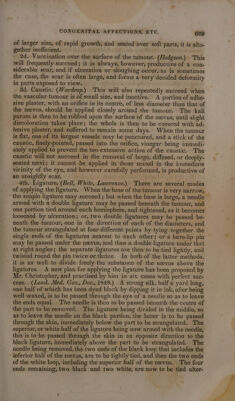 CONGENITAL AFFECTIONS, ETC. 669
of larger size, of rapid growth, and seated over soft parts, it is alto-
gether inefficient.
2d. Vaccination over the surface of the tumour. (Hodgson.) This
will frequently succeed; it is always, however, productive of a con-
siderable scar, and if ulceration or sloughing occur, as is sometimes
the case, the scar is often large, and forms a very decided deformity
in parts exposed to view.
3d. Caustic. (Wardrop.) This will also repeatedly succeed when
the vascular tumour is of small size, and inactive. A portion of adhe-
sive plaster, with an orifice in its centre, of less diameter than that of
the nævus, should be applied closely around the tumour. The kali
purum is then to be rubbed upon the surface of the nævus, until slight
discoloration takes place; the whole is then to be covered with ad-
hesive plaster, and suffered to remain some days. When the tumour
is flat, one of its largest vessels may be punctured, and a stick of the
caustic, finely-pointed, passed into the orifice, vinegar being immedi-
ately applied to prevent the too extensive action of the caustic. The
caustic will not succeed in the removal of large, diffused, or deeply-
seated nævi; it cannot be applied in those seated in the immediate
vicinity of the eye, and however carefully performed, is productive of
an unsightly scar.
4th. Ligature. (Bell, White, Lawrence.) There are several modes
of applying the ligature. When the base of the tumour is very narrow,
the simple ligature may succeed; but when the base is large, a needle
armed with a double ligature may be passed beneath the tumour, and
one portion tied around each half of the base, and tightened, as it becomes
loosened by ulceration; or, two double ligatures may be passed be-
neath the tumour, one in the direction of each of its diameters, and
the tumour strangulated at four different points by tying together the
single ends of the ligatures nearest to each other; or a hare-lip pin
may be passed under the nævus, and then a double ligature under that
at right angles; the separate ligatures are then to be tied tightly, and
twisted round the pin twice or thrice. In both of the latter methods,
it is as well to divide freely the substance of the nævus above the
ligatures. A new plan for applying the ligature has been proposed by
Mr. Christopher, and practised by him in six cases with perfect suc-
cess. (Lond. Med. Gaz., Dec., 1849.) A strong silk, half a yard long,
one half of which has been dyed black by dipping it in ink, after being
well waxed, is to be passed through the eye of a needle so as to leave
the ends equal. The needle is then to be passed beneath the centre of
the part to be removed. The ligature being divided in the middle, so
as to leave the needle on the black portion, the latter is to be passed
through the skin, immediately below the part to be strangulated. The
superior, or white half of the ligature being now armed with the needle,
this is to be passed through the skin in an opposite direction to the
black ligature, immediately above the part to be strangulated. The
needle being removed, the two ends of the black loop that includes the
inferior half of the nævus, are to be tightly tied, and then the two ends
of the white loop, including the superior half of the nævus. The four
ends remaining, two black and two white, are now to be tied alter-